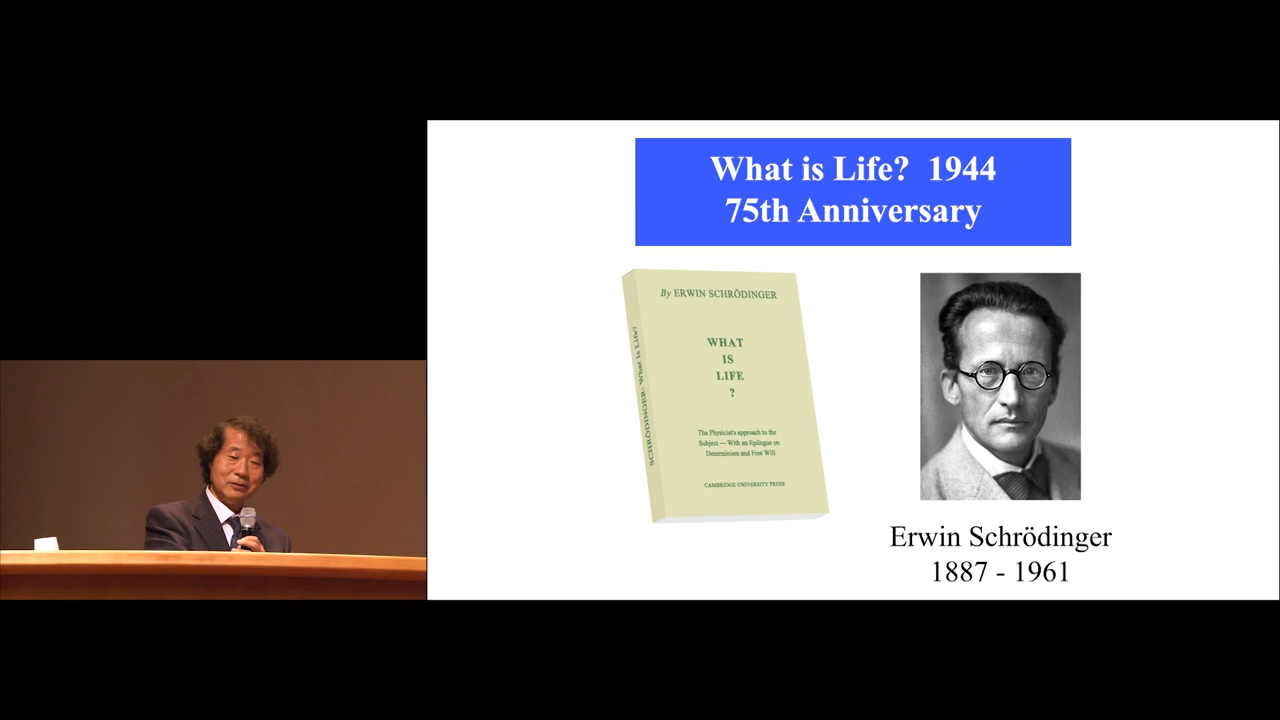 What is Life? 1944
75th Anniversary
By ERWIN SCHRÖDINGER
WHAT
IS
LIFE
?
The Physicist's approach to the
Subject — With an Epilogue on
Determinism and Free Will
CAMBRIDGE UNIVERSITY PRESS
SCHRÖDINGER: What Is Life?
Erwin Schrödinger
1887 - 1961